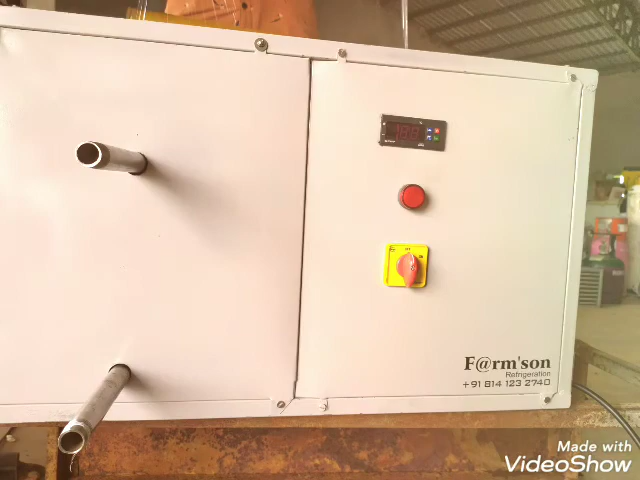 F@rm'son
Refrigeration
+91 814 123 2740
Made with
VideoShow